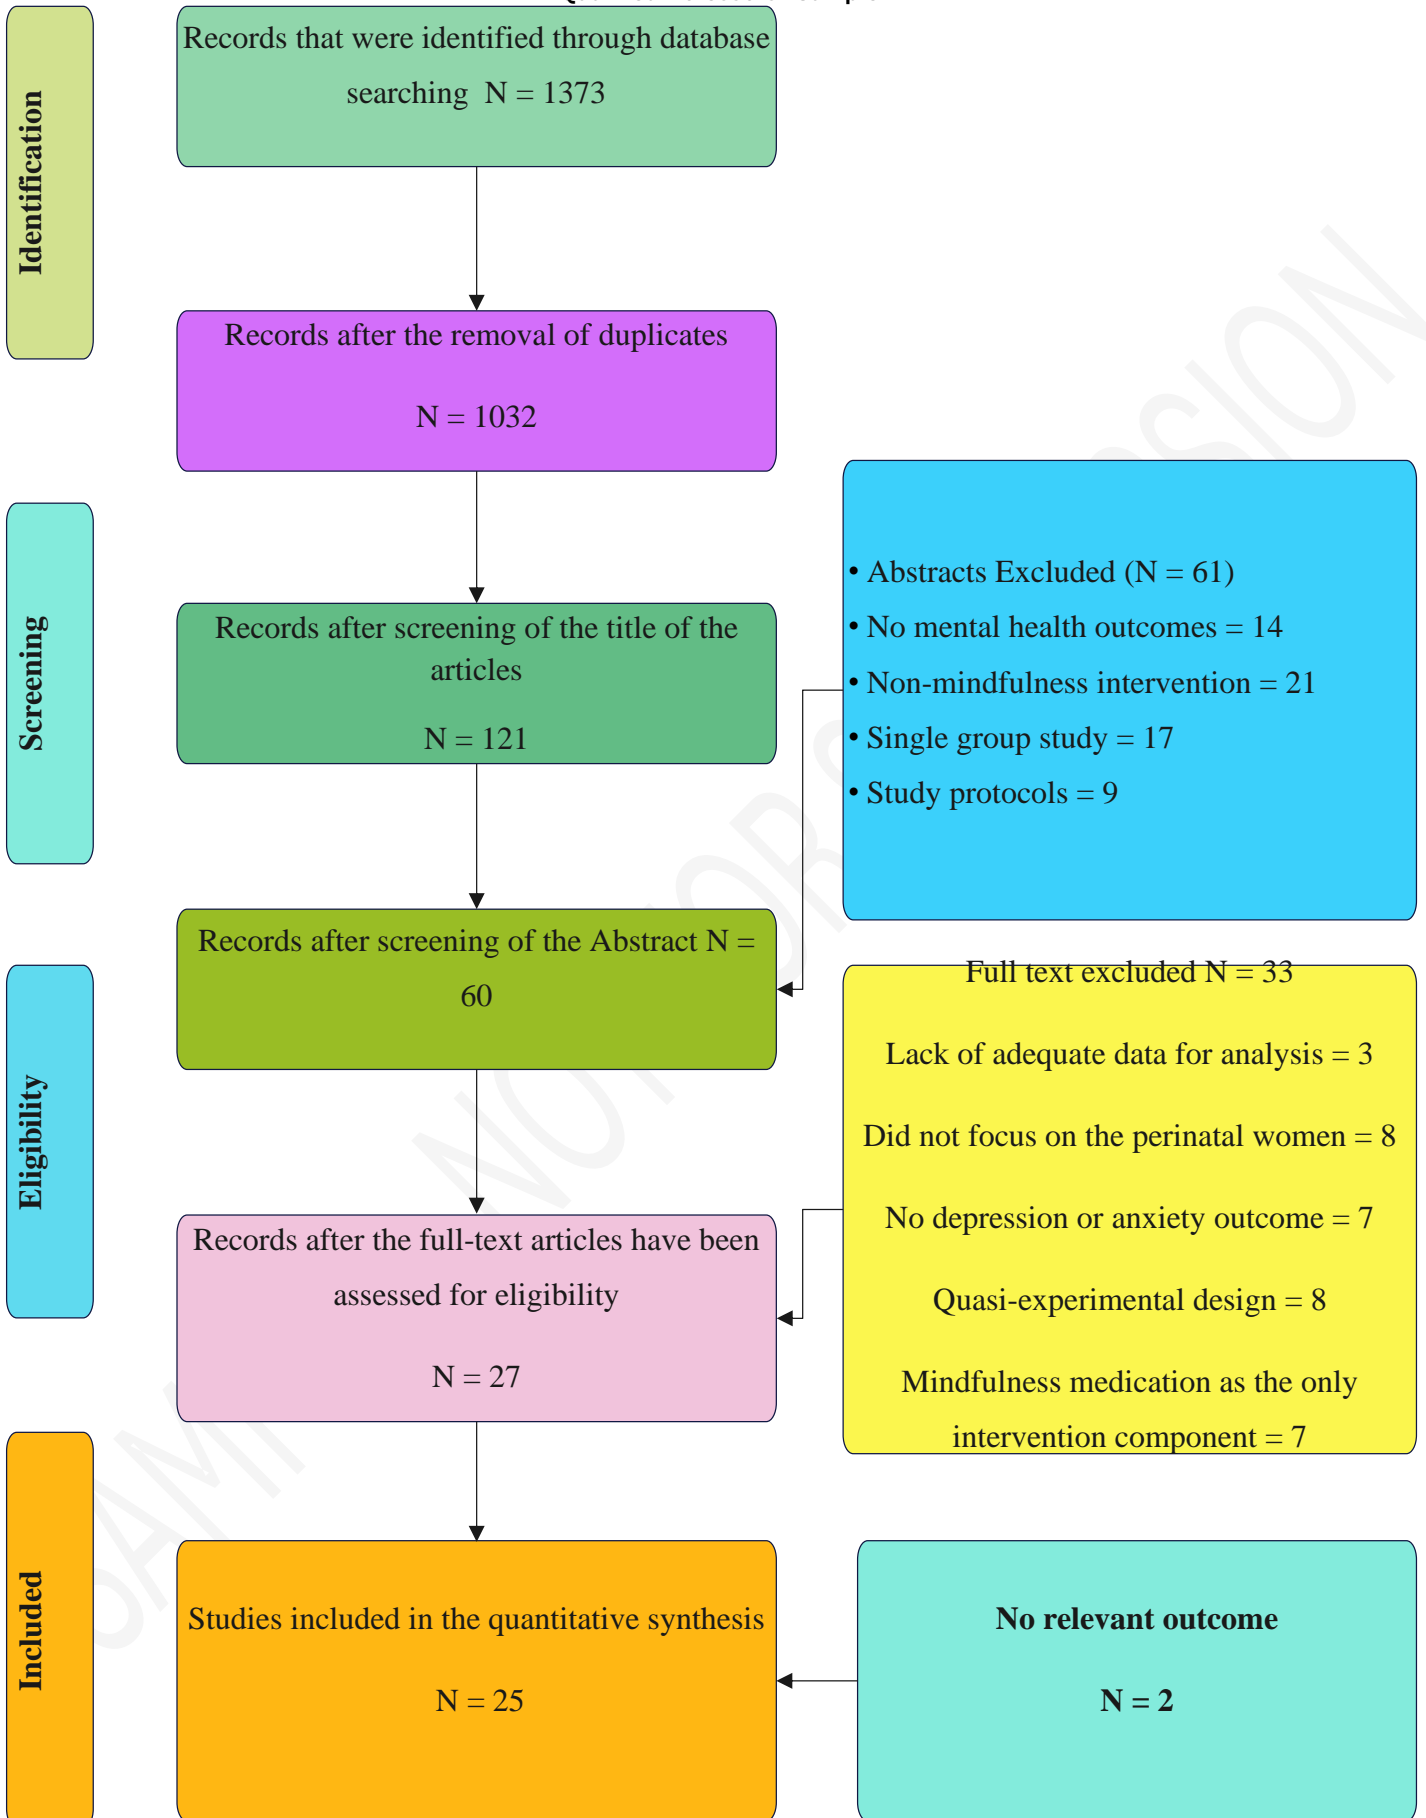 Identification
Records that were identified through database
searching N = 1373
Records after the removal of duplicates
N = 1032
Screening
Records after screening of the title of the
articles
N = 121
• Abstracts Excluded (N = 61)
• No mental health outcomes = 14
• Non-mindfulness intervention = 21
• Single group study = 17
• Study protocols = 9
Eligibility
Records after screening of the Abstract N =
60
Full text excluded N = 33
Lack of adequate data for analysis = 3
Did not focus on the perinatal women = 8
No depression or anxiety outcome = 7
Quasi-experimental design = 8
Mindfulness medication as the only
intervention component = 7
Records after the full-text articles have been
assessed for eligibility
N = 27
Included
Studies included in the quantitative synthesis
N = 25
No relevant outcome
N = 2